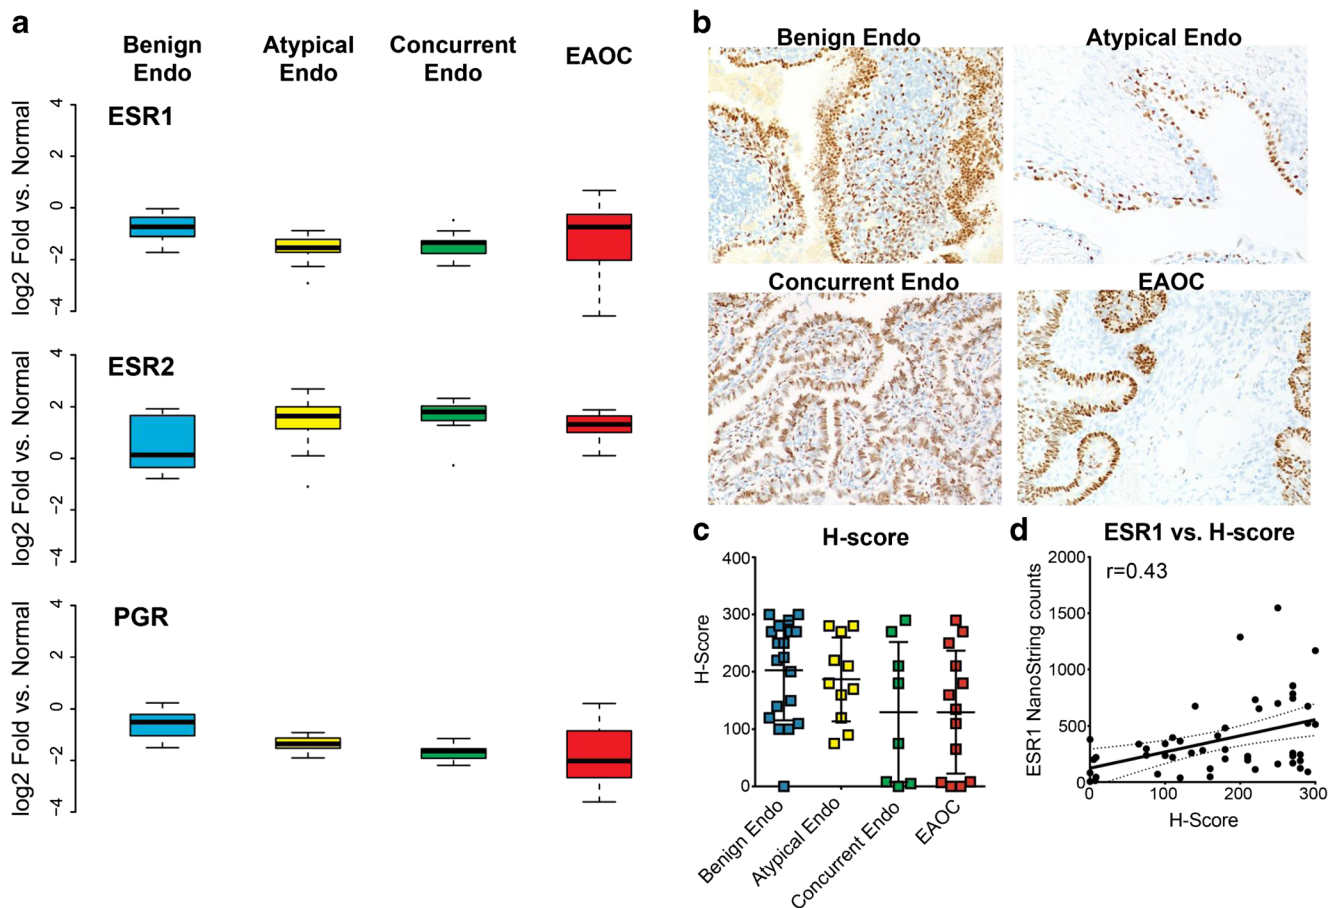 a
Benign Endo
Atypical Endo
Concurrent Endo
EAOC
ESR1
log2 Fold vs. Normal
4
2
0
−2
−4
ESR2
log2 Fold vs. Normal
4
2
0
−2
−4
PGR
log2 Fold vs. Normal
4
2
0
−2
−4
b
Benign Endo
Atypical Endo
Concurrent Endo
EAOC
c
H-score
H-Score
400
300
200
100
0
Benign Endo
Atypical Endo
Concurrent Endo
EAOC
d
ESR1 vs. H-score
r=0.43
ESR1 NanoString counts
2000
1500
1000
500
0
0
100
200
300
H-Score